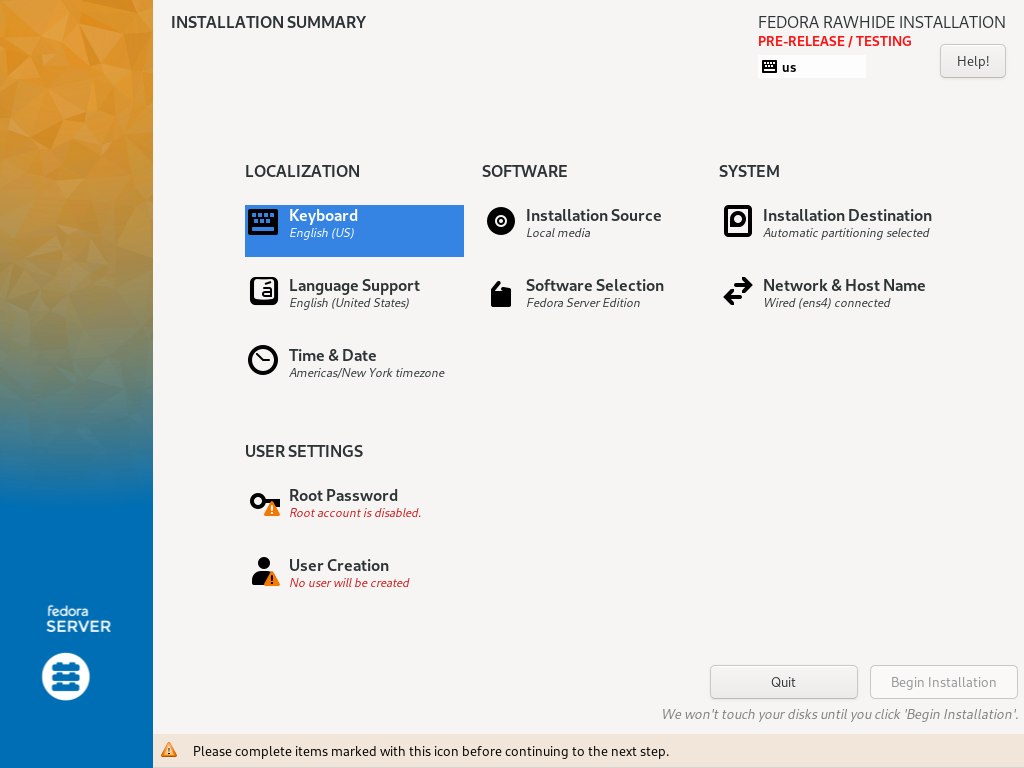 INSTALLATION SUMMARY
FEDORA RAWHIDE INSTALLATION
PRE-RELEASE / TESTING
us
Help!
LOCALIZATION
Keyboard
English (US)
Language Support
English (United States)
Time & Date
Americas/New York timezone
SOFTWARE
Installation Source
Local media
Software Selection
Fedora Server Edition
SYSTEM
Installation Destination
Automatic partitioning selected
Network & Host Name
Wired (ens4) connected
USER SETTINGS
Root Password
Root account is disabled.
User Creation
No user will be created
fedora
SERVER
Quit
Begin Installation
We won't touch your disks until you click 'Begin Installation'.
Please complete items marked with this icon before continuing to the next step.